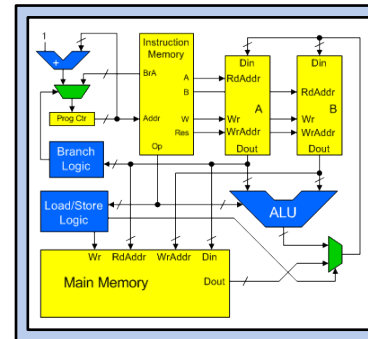 1
+
Prog Ctr
Instruction
Memory
BrA
A
B
Addr
W
Res
Op
Din
RdAddr
A
Wr
WrAddr
Dout
Din
RdAddr
B
Wr
WrAddr
Dout
Branch
Logic
Load/Store
Logic
ALU
Wr
RdAddr
WrAddr
Din
Main Memory
Dout